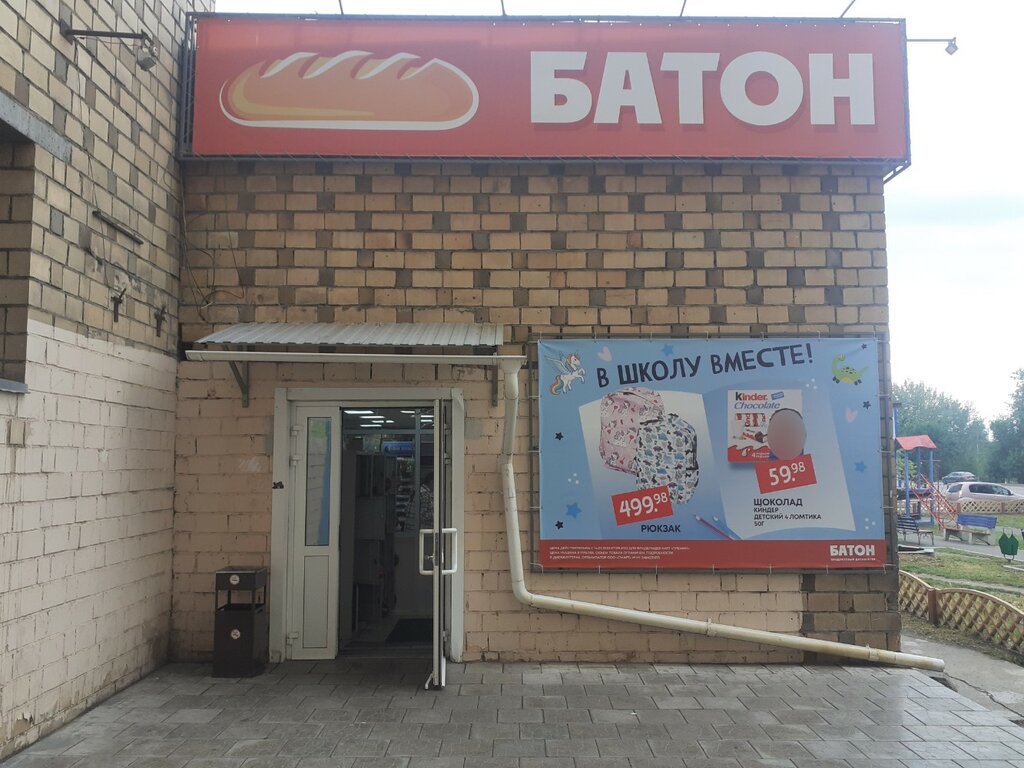 БАТОН
В ШКОЛУ ВМЕСТЕ!
Kinder
Chocolate
59.98
499.98
РЮКЗАК
ШОКОЛАД
КИНДЕР
ДЕТСКИЙ 4 ЛОМТИКА
50Г
БАТОН